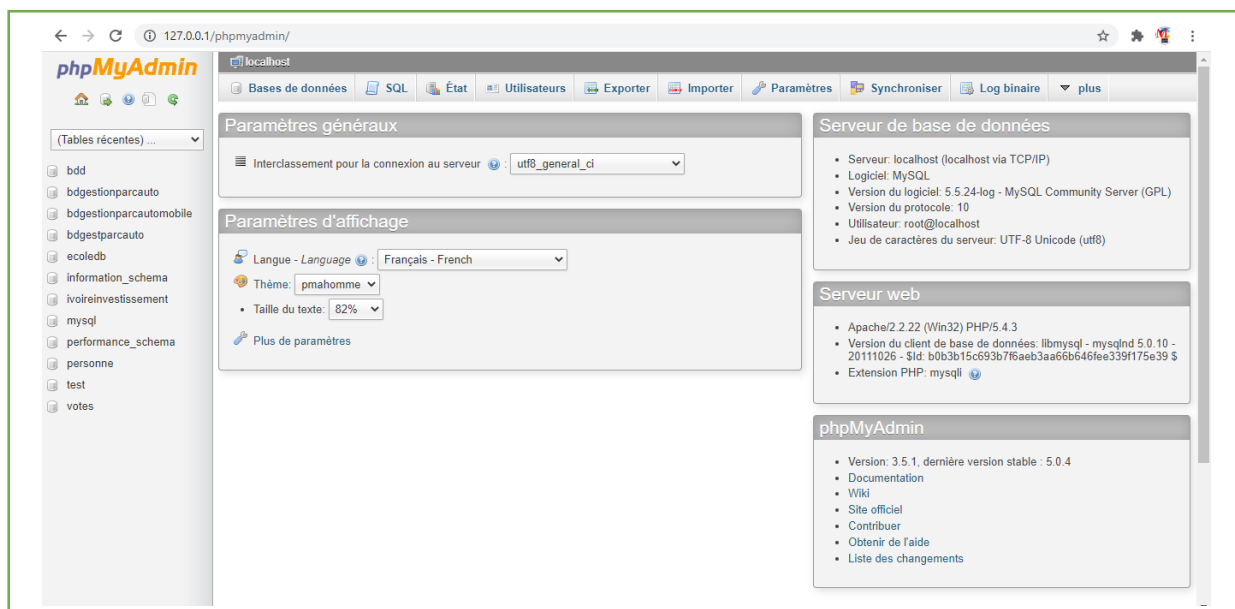 127.0.0.1/phpmyadmin/
phpMyAdmin
(Tables récentes) ...
bdd
bdgestionparcauto
bdgestionparcautomobile
bdgestparcauto
ecoledb
information_schema
ivoireinvestissement
mysql
performance_schema
personne
test
votes
localhost
Bases de données SQL État Utilisateurs Exporter Importer Paramètres Synchroniser Log binaire plus
Paramètres généraux
Interclassement pour la connexion au serveur : utf8_general_ci
Paramètres d'affichage
Langue - Language : Français - French
Thème: pmahomme
Taille du texte: 82%
Plus de paramètres
Serveur de base de données
Serveur: localhost (localhost via TCP/IP)
Logiciel: MySQL
Version du logiciel: 5.5.24-log - MySQL Community Server (GPL)
Version du protocole: 10
Utilisateur: root@localhost
Jeu de caractères du serveur: UTF-8 Unicode (utf8)
Serveur web
Apache/2.2.22 (Win32) PHP/5.4.3
Version du client de base de données: libmysql - mysqlnd 5.0.10 -
20111026 - $Id: b0b3b15c693b7f6aeb3aa66b646fee339f175e39 $
Extension PHP: mysqli
phpMyAdmin
Version: 3.5.1, dernière version stable : 5.0.4
Documentation
Wiki
Site officiel
Contribuer
Obtenir de l'aide
Liste des changements